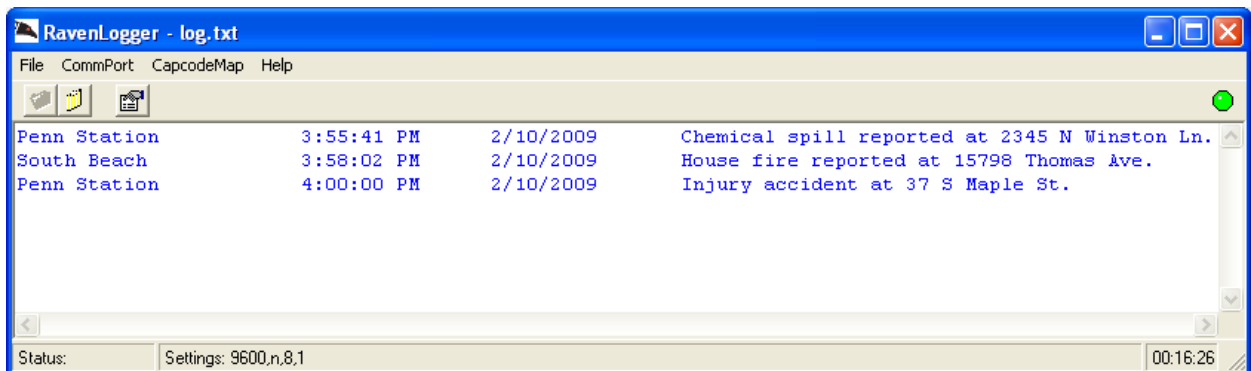 RavenLogger - log.txt
File CommPort CapcodeMap Help
Penn Station 3:55:41 PM 2/10/2009 Chemical spill reported at 2345 N Winston Ln.
South Beach 3:58:02 PM 2/10/2009 House fire reported at 15798 Thomas Ave.
Penn Station 4:00:00 PM 2/10/2009 Injury accident at 37 S Maple St.
Status: Settings: 9600,n,8,1 00:16:26